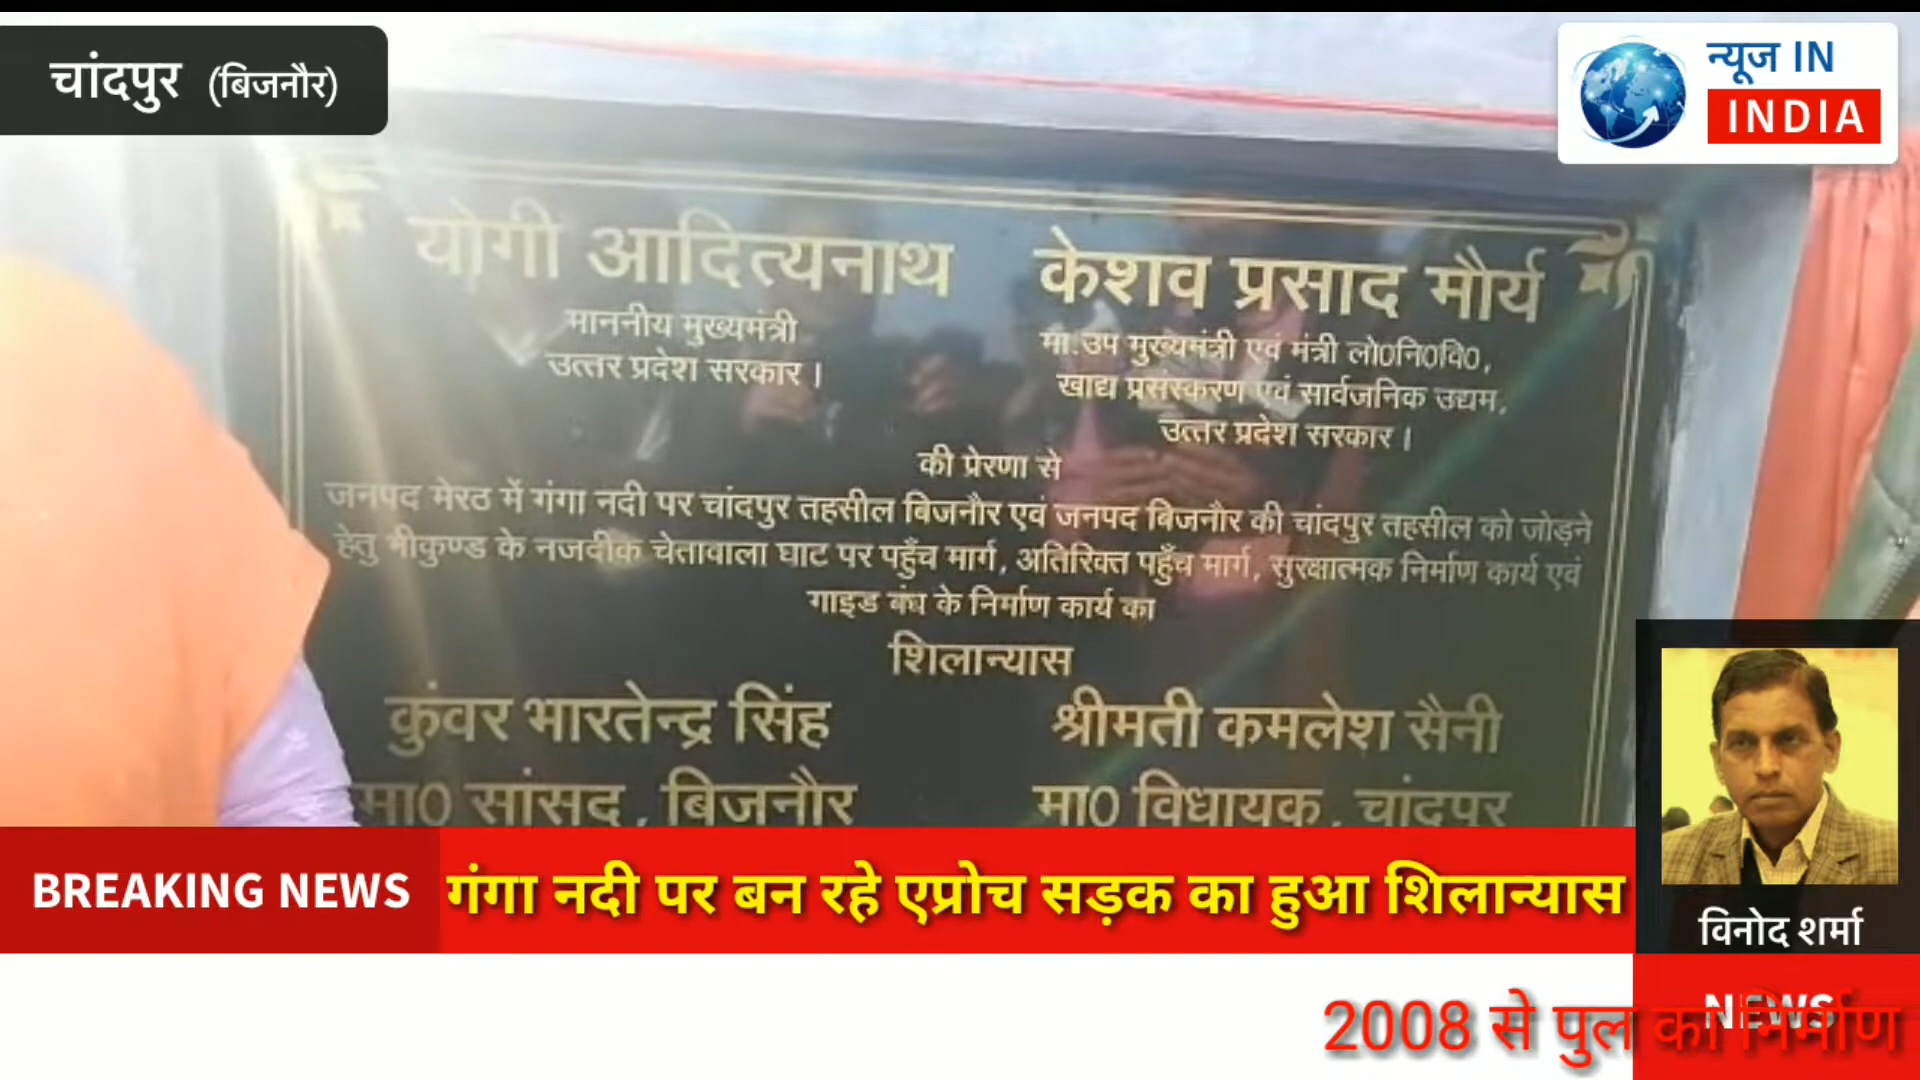 चांदपुर (बिजनौर)
न्यूज IN
INDIA
योगी आदित्यनाथ
माननीय मुख्यमंत्री
उत्तर प्रदेश सरकार।
केशव प्रसाद मौर्य
मा.उप मुख्यमंत्री एवं मंत्री लो0नि0वि0,
खाद्य प्रसंस्करण एवं सार्वजनिक उद्यम,
उत्तर प्रदेश सरकार।
की प्रेरणा से
जनपद मेरठ में गंगा नदी पर चांदपुर तहसील बिजनौर एवं जनपद बिजनौर की चांदपुर तहसील को जोड़ने
हेतु भीकुण्ड के नजदीक चेतावाला घाट पर पहुँच मार्ग, अतिरिक्त पहुँच मार्ग, सुरक्षात्मक निर्माण कार्य एवं
गाइड बंध के निर्माण कार्य का
शिलान्यास
कुंवर भारतेन्द्र सिंह
मा0 सांसद, बिजनौर
श्रीमती कमलेश सैनी
मा0 विधायक, चांदपुर
BREAKING NEWS
गंगा नदी पर बन रहे एप्रोच सड़क का हुआ शिलान्यास
विनोद शर्मा
NEWS
2008 से पुल का निर्माण